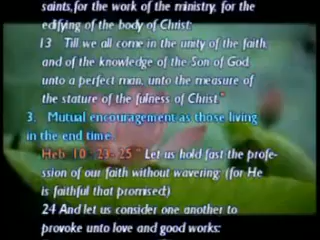 saints, for the work of the ministry, for the
edifying of the body of Christ:
13 Till we all come in the unity of the faith,
and of the knowledge of the Son of God
unto a perfect man, unto the measure of
the stature of the fulness of Christ."
3. Mutual encouragement as those living
in the end time.
Heb. 10 : 23- 25 " Let us hold fast the profe-
ssion of our faith without wavering; (for He
is faithful that promised;)
24 And let us consider one another to
provoke unto love and good works: